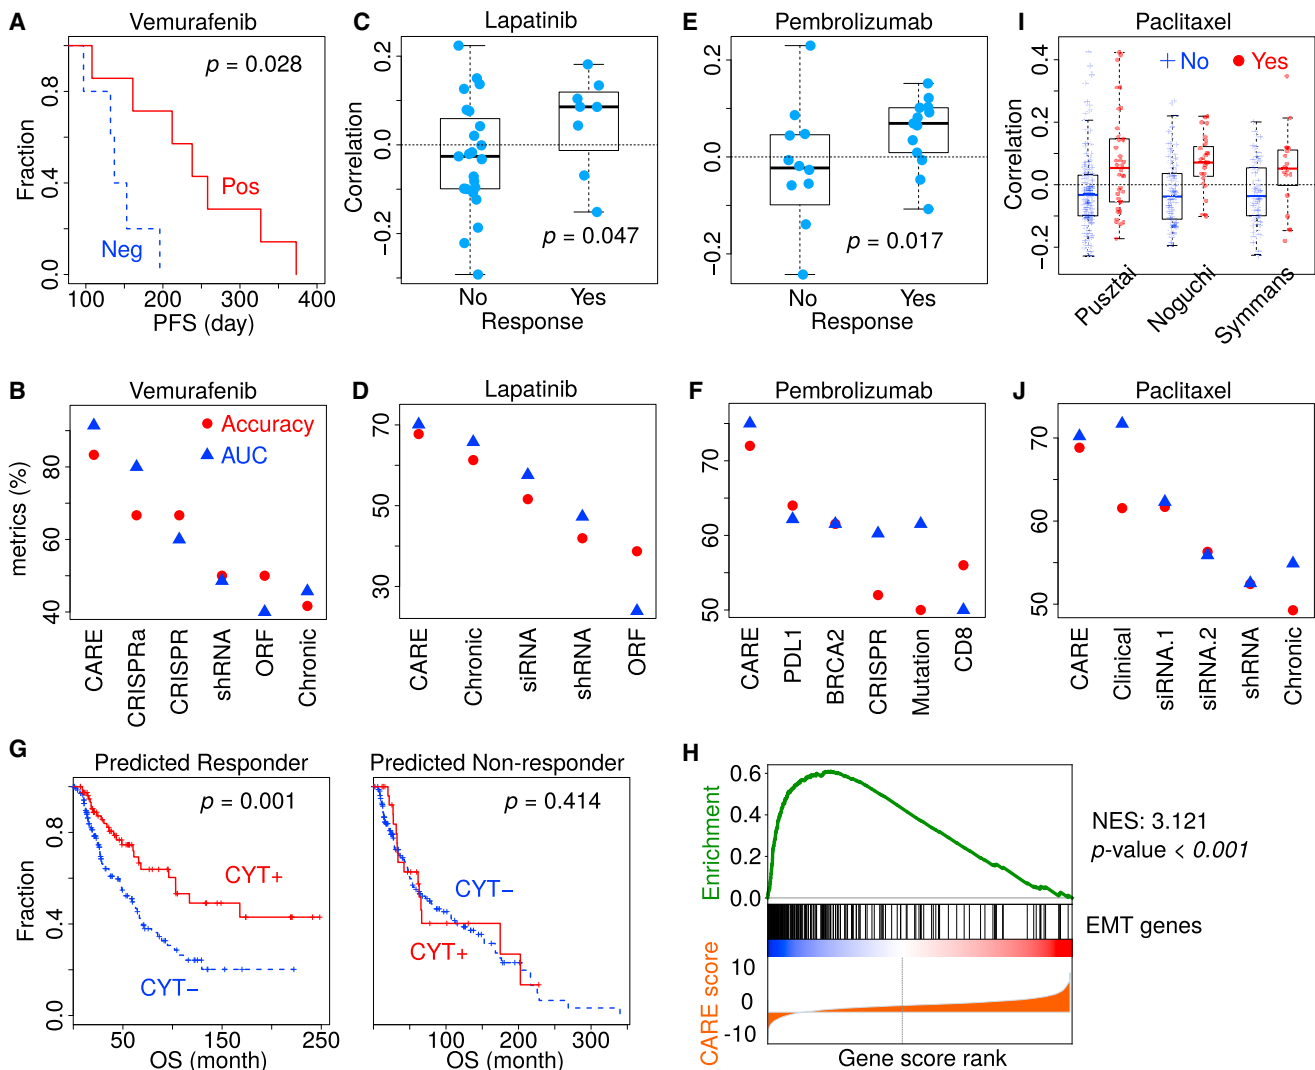 A
Vemurafenib
p = 0.028
Pos
Neg
Fraction
0.8
0.4
0.0
100
200
300
400
PFS (day)
C
Lapatinib
Correlation
0.2
0.0
−0.2
p = 0.047
No
Yes
Response
E
Pembrolizumab
Correlation
0.2
0.0
−0.2
p = 0.017
No
Yes
Response
I
Paclitaxel
No
Yes
Correlation
0.4
0.2
0.0
−0.2
Pusztai
Noguchi
Symmans
B
Vemurafenib
Accuracy
AUC
metrics (%)
80
60
40
CARE
CRISPRa
CRISPR
shRNA
ORF
Chronic
D
Lapatinib
70
50
30
CARE
Chronic
siRNA
shRNA
ORF
F
Pembrolizumab
70
60
50
CARE
PDL1
BRCA2
CRISPR
Mutation
CD8
J
Paclitaxel
70
60
50
CARE
Clinical
siRNA.1
siRNA.2
shRNA
Chronic
G
Predicted Responder
p = 0.001
CYT+
CYT−
Fraction
0.8
0.4
0.0
50
150
250
OS (month)
Predicted Non-responder
p = 0.414
CYT−
CYT+
100
200
300
OS (month)
H
Enrichment
0.6
0.4
0.2
0.0
NES: 3.121
p-value < 0.001
EMT genes
CARE score
10
0
-10
Gene score rank